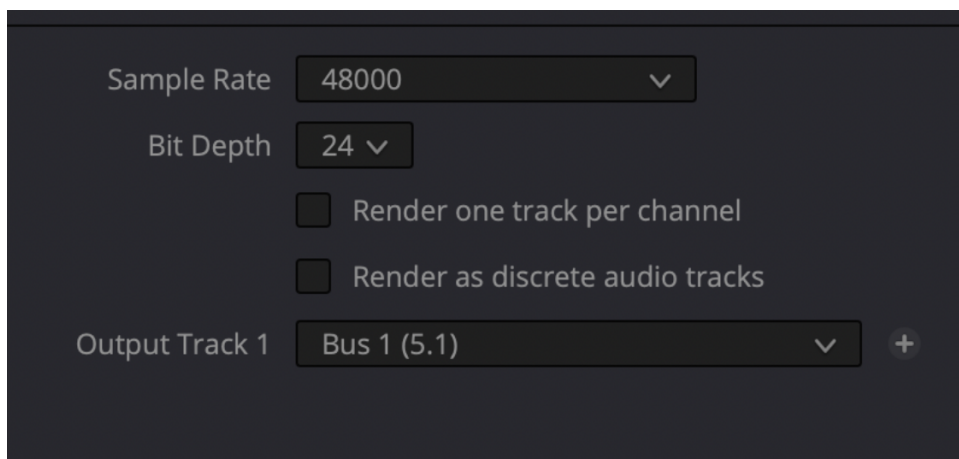 Sample Rate 48000
Bit Depth 24
Render one track per channel
Render as discrete audio tracks
Output Track 1 Bus 1 (5.1)